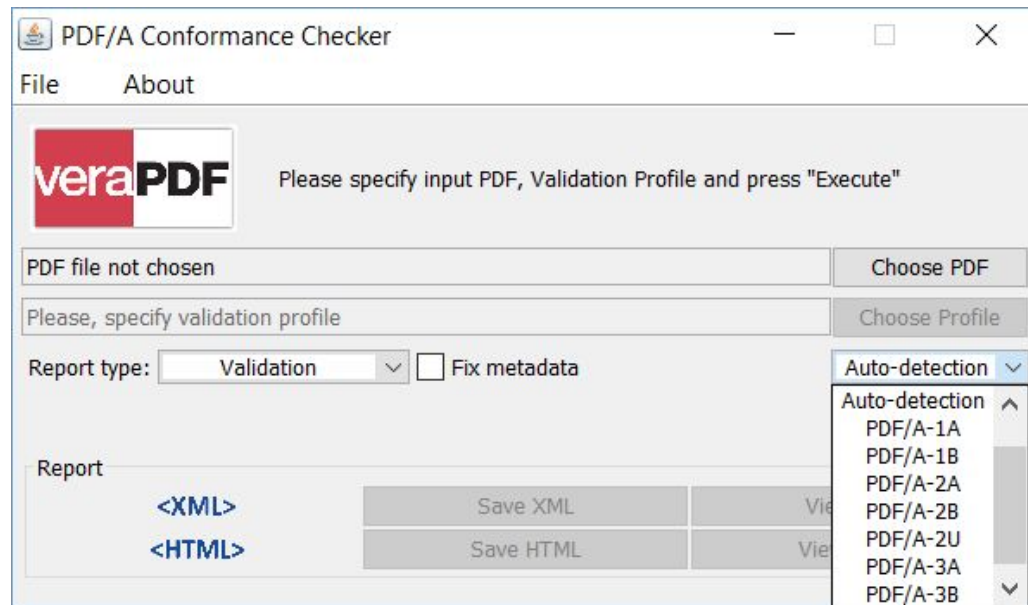 PDF/A Conformance Checker
File About
veraPDF
Please specify input PDF, Validation Profile and press "Execute"
PDF file not chosen Choose PDF
Please, specify validation profile Choose Profile
Report type: Validation Fix metadata Auto-detection
Auto-detection
PDF/A-1A
PDF/A-1B
PDF/A-2A
PDF/A-2B
PDF/A-2U
PDF/A-3A
PDF/A-3B
Report
<XML> Save XML
<HTML> Save HTML